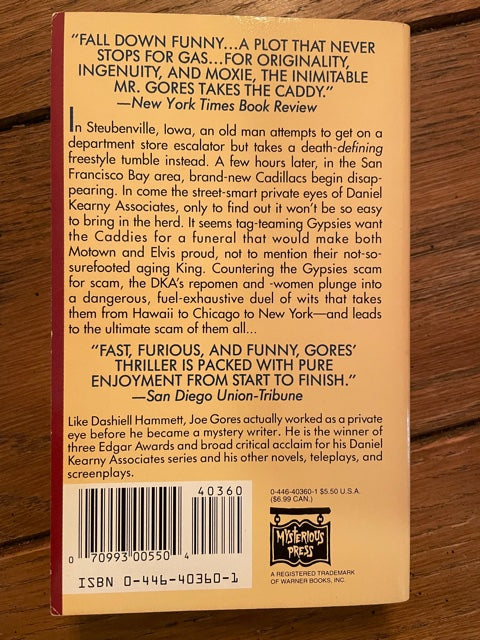 "FALL DOWN FUNNY...A PLOT THAT NEVER
STOPS FOR GAS...FOR ORIGINALITY,
INGENUITY, AND MOXIE, THE INIMITABLE
MR. GORES TAKES THE CADDY."
—New York Times Book Review
In Steubenville, Iowa, an old man attempts to get on a
department store escalator but takes a death-defining
freestyle tumble instead. A few hours later, in the San
Francisco Bay area, brand-new Cadillacs begin disap-
pearing. In come the street-smart private eyes of Daniel
Kearny Associates, only to find out it won't be so easy
to bring in the herd. It seems tag-teaming Gypsies want
the Caddies for a funeral that would make both
Motown and Elvis proud, not to mention their not-so-
surefooted aging King. Countering the Gypsies scam
for scam, the DKA's repomen and -women plunge into
a dangerous, fuel-exhaustive duel of wits that takes
them from Hawaii to Chicago to New York—and leads
to the ultimate scam of them all...
"FAST, FURIOUS, AND FUNNY, GORES'
THRILLER IS PACKED WITH PURE
ENJOYMENT FROM START TO FINISH."
—San Diego Union-Tribune
Like Dashiell Hammett, Joe Gores actually worked as a private
eye before he became a mystery writer. He is the winner of
three Edgar Awards and broad critical acclaim for his Daniel
Kearny Associates series and his other novels, teleplays, and
screenplays.
40360
0 70993 00550 4
ISBN 0-446-40360-1
0-446-40360-1 $5.50 U.S.A.
($6.99 CAN.)
MYSTERIOUS
PRESS
A REGISTERED TRADEMARK
OF WARNER BOOKS, INC.